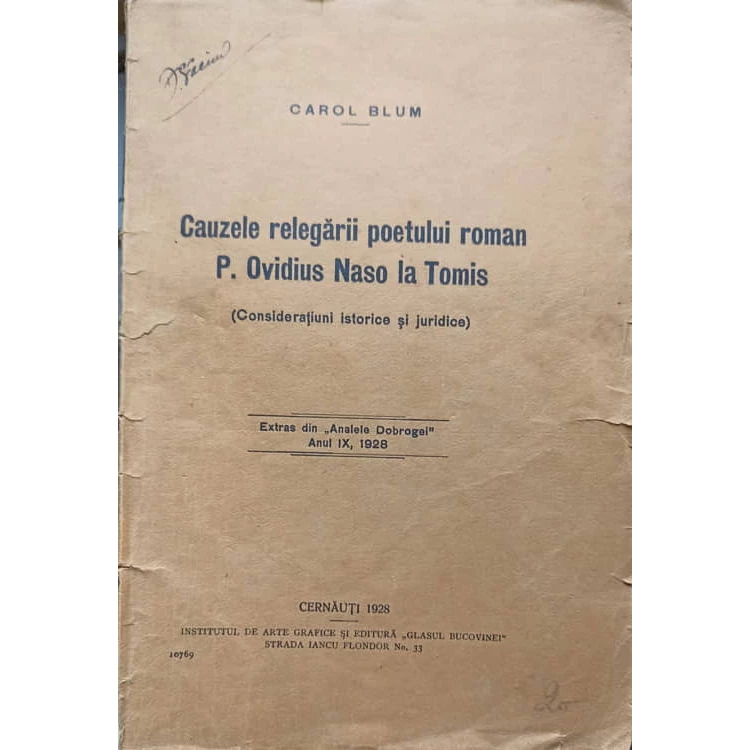 CAROL BLUM
Cauzele relegării poetului roman
P. Ovidius Naso la Tomis
(Considerațiuni istorice și juridice)
Extras din „Analele Dobrogei"
Anul IX, 1928
CERNĂUȚI 1928
INSTITUTUL DE ARTE GRAFICE ȘI EDITURĂ „GLASUL BUCOVINEI"
STRADA IANCU FLONDOR No. 33
10769